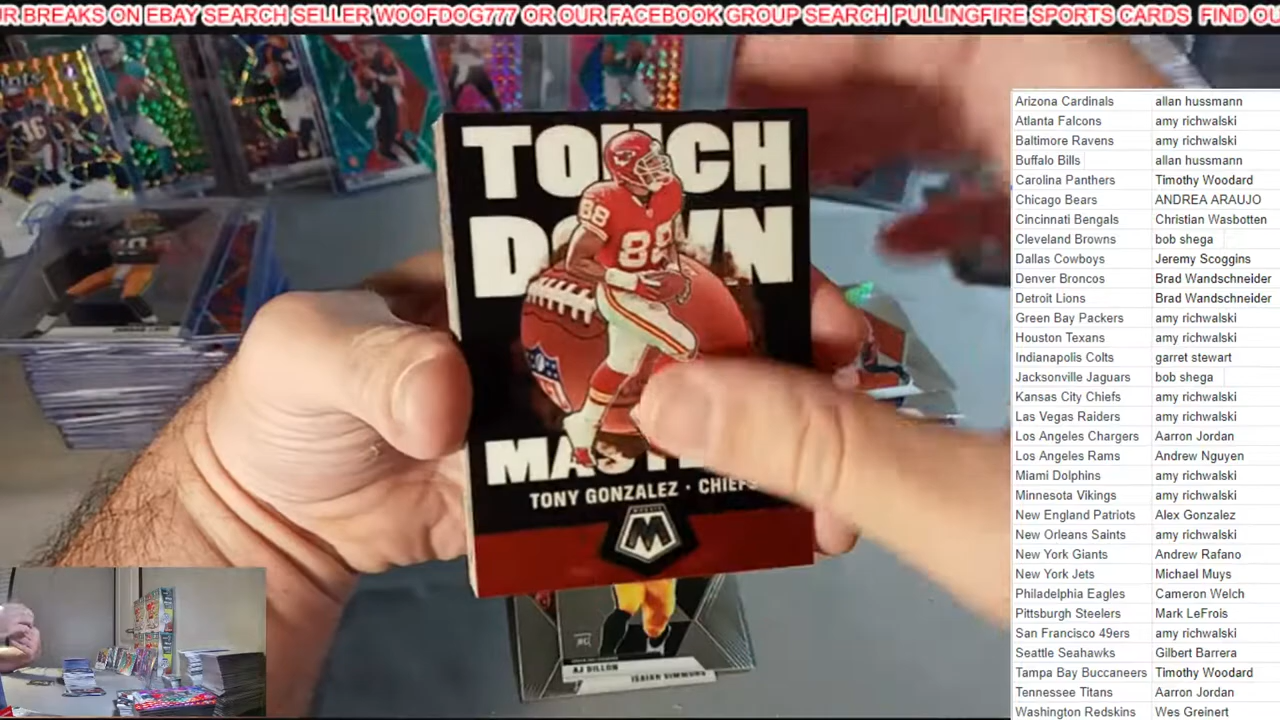 UR BREAKS ON EBAY SEARCH SELLER WOOFDOG777 OR OUR FACEBOOK GROUP SEARCH PULLINGFIRE SPORTS CARDS FIND OU
TOUCH
88
88
DOWN
NFL
TONY GONZALEZ · CHIEFS
MOSAIC
M
AJ DILLON
ISAIAH SIMMONS
Arizona Cardinals allan hussmann
Atlanta Falcons amy richwalski
Baltimore Ravens amy richwalski
Buffalo Bills allan hussmann
Carolina Panthers Timothy Woodard
Chicago Bears ANDREA ARAUJO
Cincinnati Bengals Christian Wasbotten
Cleveland Browns bob shega
Dallas Cowboys Jeremy Scoggins
Denver Broncos Brad Wandschneider
Detroit Lions Brad Wandschneider
Green Bay Packers amy richwalski
Houston Texans amy richwalski
Indianapolis Colts garret stewart
Jacksonville Jaguars bob shega
Kansas City Chiefs amy richwalski
Las Vegas Raiders amy richwalski
Los Angeles Chargers Aarron Jordan
Los Angeles Rams Andrew Nguyen
Miami Dolphins amy richwalski
Minnesota Vikings amy richwalski
New England Patriots Alex Gonzalez
New Orleans Saints amy richwalski
New York Giants Andrew Rafano
New York Jets Michael Muys
Philadelphia Eagles Cameron Welch
Pittsburgh Steelers Mark LeFrois
San Francisco 49ers amy richwalski
Seattle Seahawks Gilbert Barrera
Tampa Bay Buccaneers Timothy Woodard
Tennessee Titans Aarron Jordan
Washington Redskins Wes Greinert